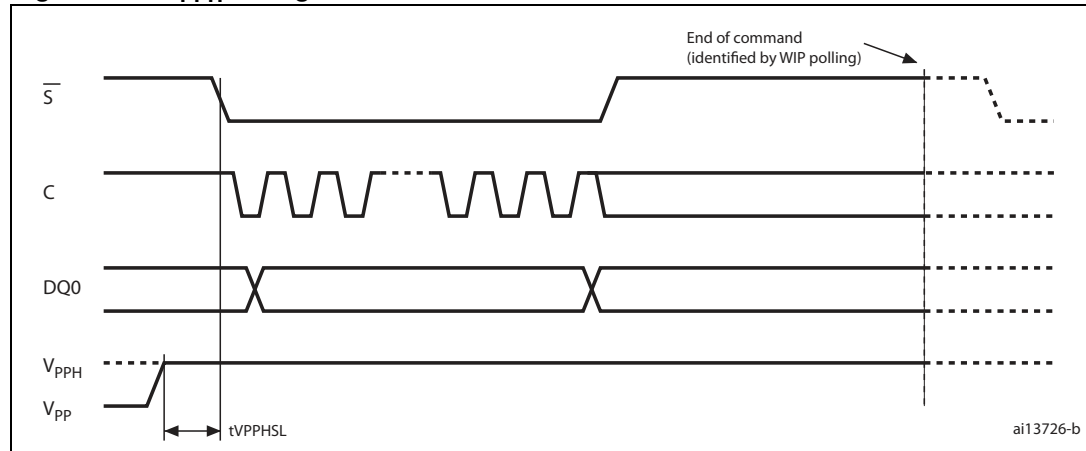 End of command
(identified by WIP polling)
S
C
DQ0
VPPH
VPP
tVPPHSL
ai13726-b